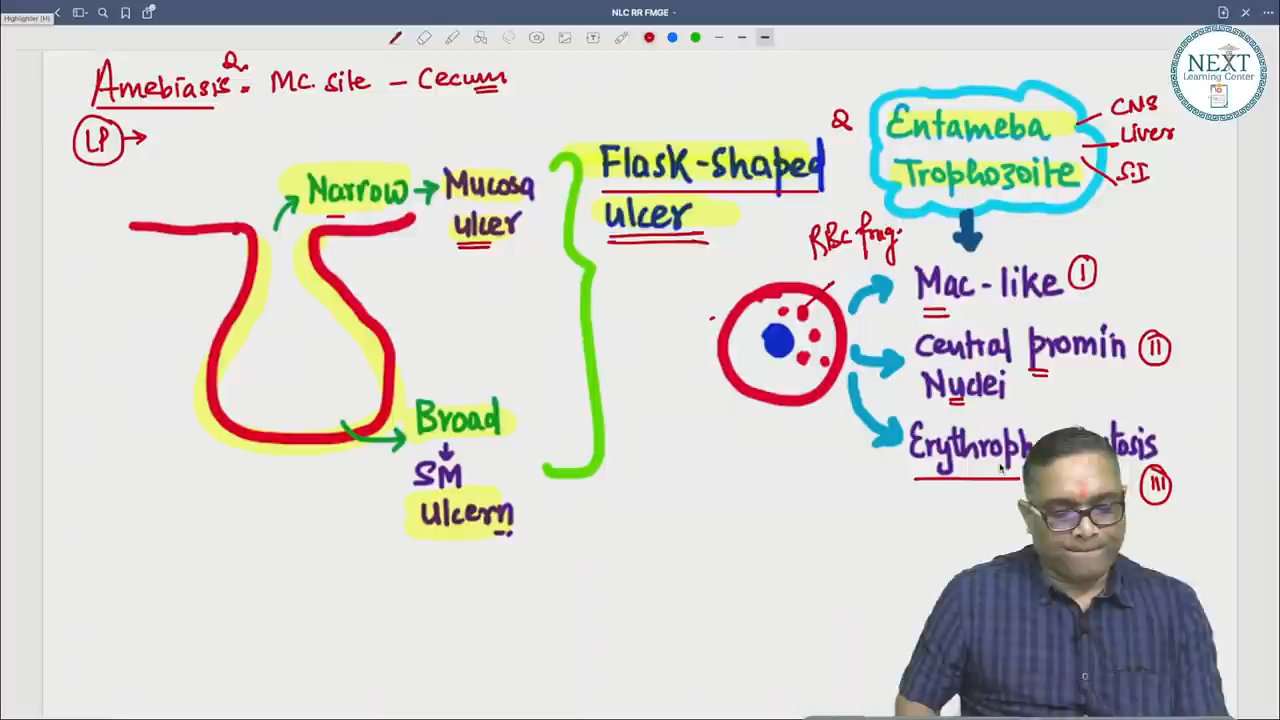 Highlighter (H)
NLC RR FMGE
NEXT
Learning Center
Amebiasis Q. MC. site - Cecum
LP →
Narrow → Mucosa
ulcer
Flask-shaped
ulcer
Broad
SM
Ulcern
Q
Entameba
Trophozoite
CNS
Liver
S.I
RBC frag.
Mac-like I
Central promin II
Nuclei
III